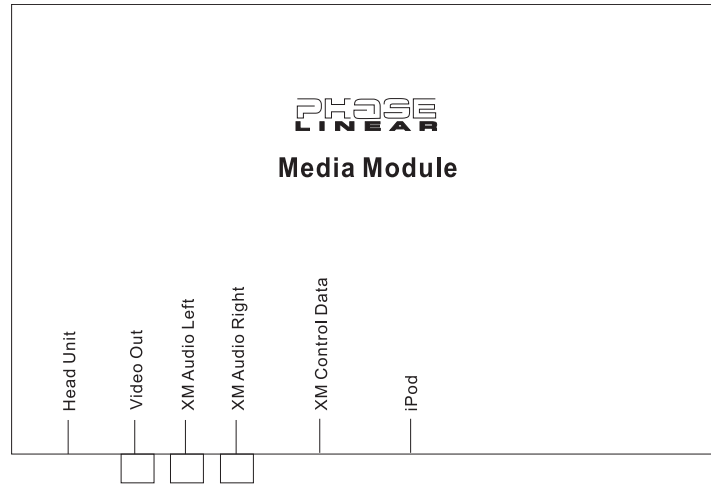 PHASE
LINEAR
Media Module
Head Unit
Video Out
XM Audio Left
XM Audio Right
XM Control Data
iPod